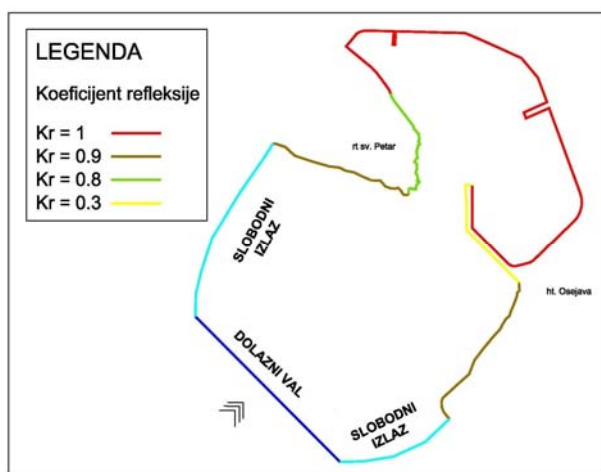 LEGENDA
Koeficijent refleksije
Kr = 1
Kr = 0.9
Kr = 0.8
Kr = 0.3
rt sv. Petar
SLOBODNI
IZLAZ
ht. Osejava
DOLAZNI VAL
SLOBODNI
IZLAZ